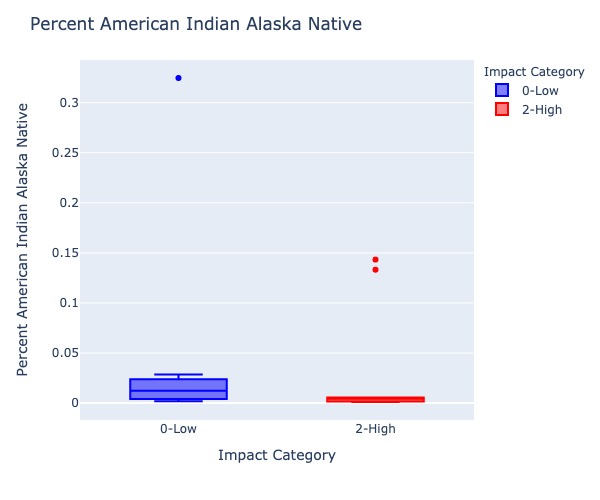 Percent American Indian Alaska Native
Impact Category
0-Low
2-High
Percent American Indian Alaska Native
0.3
0.25
0.2
0.15
0.1
0.05
0
0-Low
2-High
Impact Category